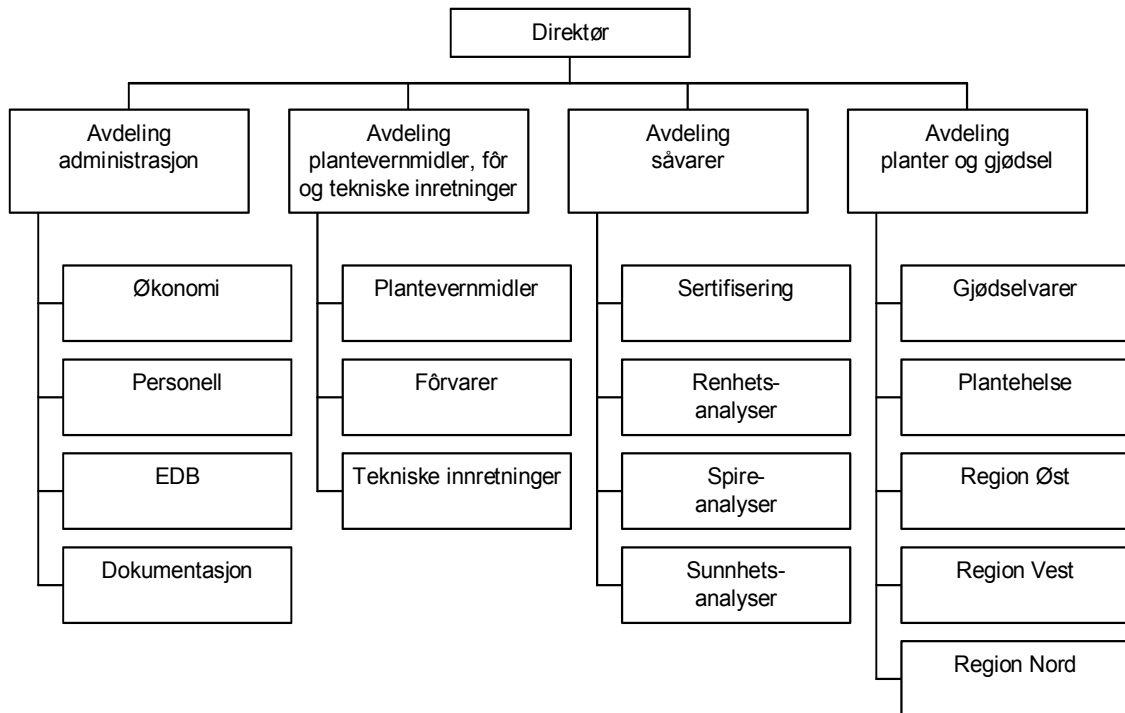 Direktør
Avdeling
administrasjon
Avdeling
plantevernmidler, fôr
og tekniske inretninger
Avdeling
såvarer
Avdeling
planter og gjødsel
Økonomi
Personell
EDB
Dokumentasjon
Plantevernmidler
Fôrvarer
Tekniske innretninger
Sertifisering
Renhets-
analyser
Spire-
analyser
Sunnhets-
analyser
Gjødselvarer
Plantehelse
Region Øst
Region Vest
Region Nord